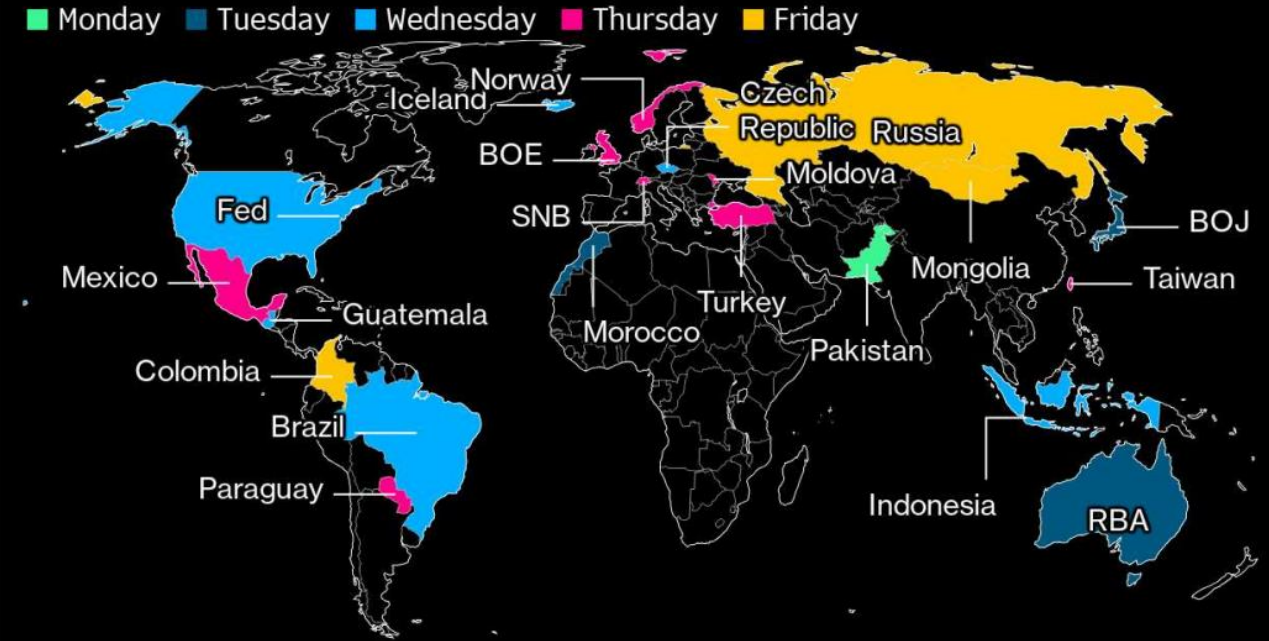 Monday Tuesday Wednesday Thursday Friday
Norway
Iceland
Czech
Republic
Russia
BOE
Moldova
SNB
Fed
BOJ
Mexico
Mongolia
Taiwan
Guatemala
Turkey
Morocco
Pakistan
Colombia
Brazil
Paraguay
Indonesia
RBA